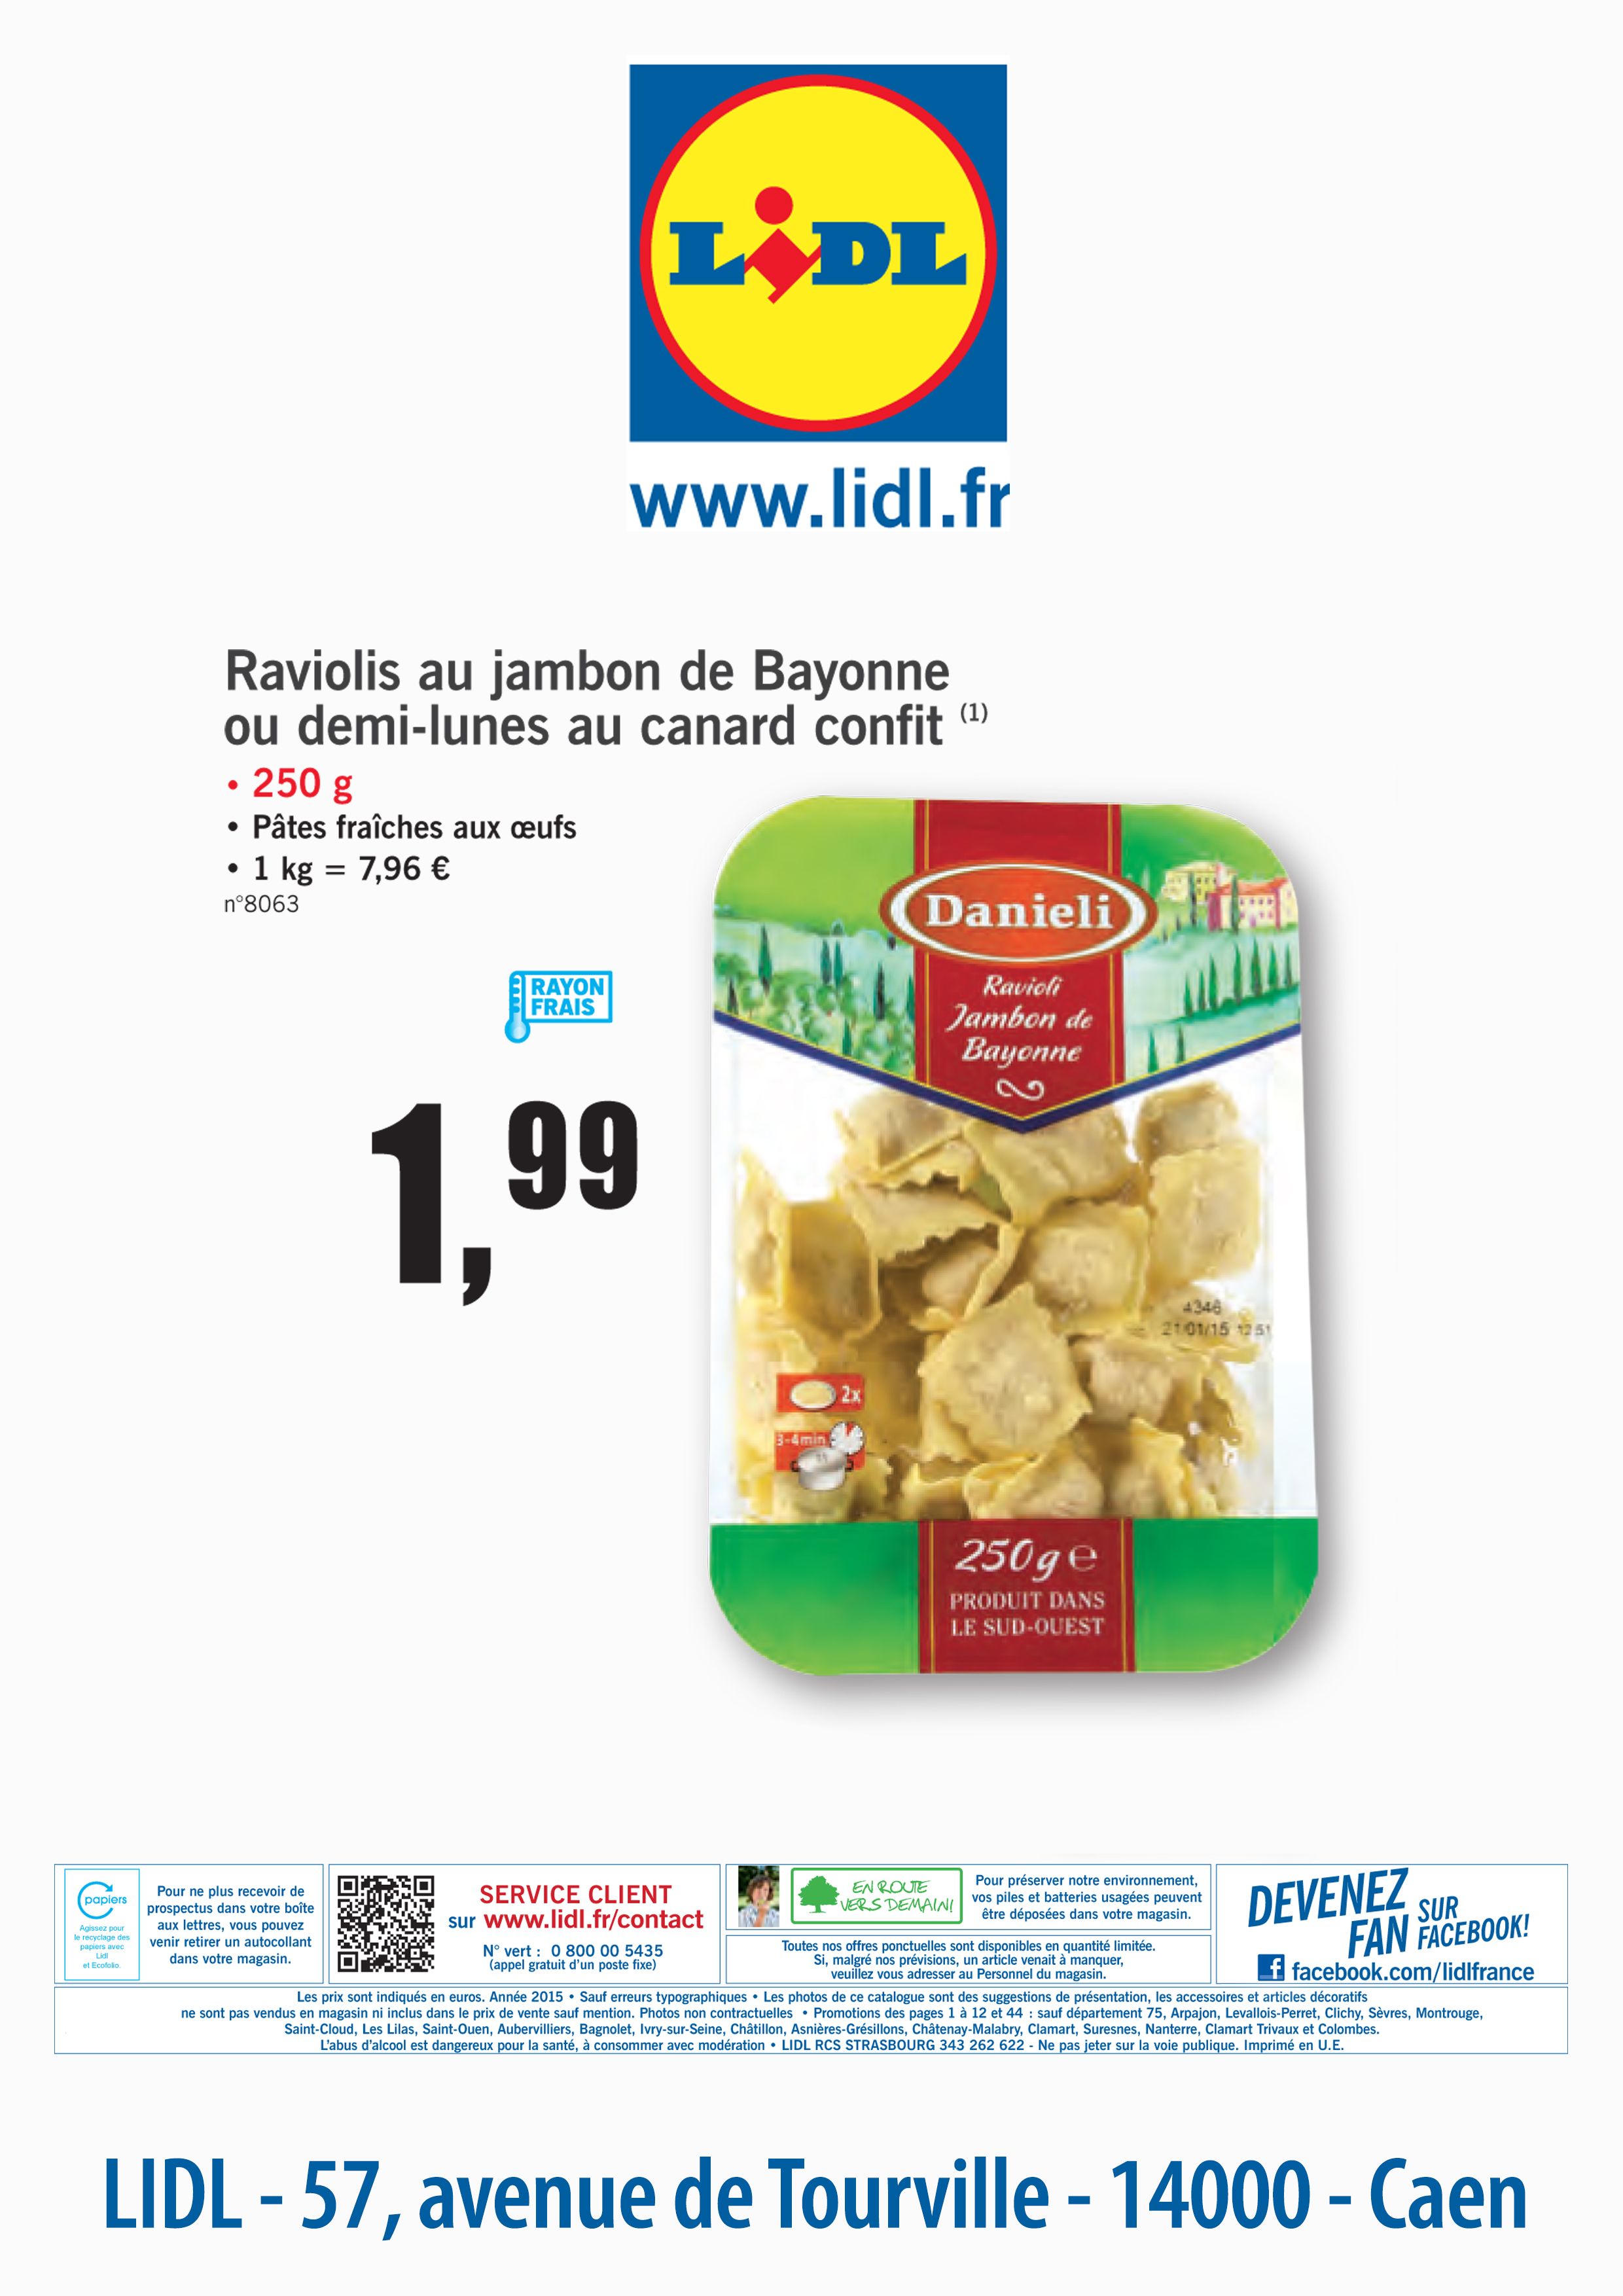 LIDL
www.lidl.fr
Raviolis au jambon de Bayonne
ou demi-lunes au canard confit (1)
• 250 g
• Pâtes fraîches aux œufs
• 1 kg = 7,96 €
n°8063
RAYON
FRAIS
1,99
Danieli
Ravioli
Jambon de
Bayonne
4346
21/01/15 12:51
2x
3-4min
250g e
PRODUIT DANS
LE SUD-OUEST
papiers
Agissez pour
le recyclage des
papiers avec
Lidl
et Ecofolio.
Pour ne plus recevoir de
prospectus dans votre boîte
aux lettres, vous pouvez
venir retirer un autocollant
dans votre magasin.
SERVICE CLIENT
sur www.lidl.fr/contact
N° vert : 0 800 00 5435
(appel gratuit d'un poste fixe)
EN ROUTE
VERS DEMAIN!
Pour préserver notre environnement,
vos piles et batteries usagées peuvent
être déposées dans votre magasin.
Toutes nos offres ponctuelles sont disponibles en quantité limitée.
Si, malgré nos prévisions, un article venait à manquer,
veuillez vous adresser au Personnel du magasin.
DEVENEZ
FAN SUR
FACEBOOK!
f facebook.com/lidlfrance
Les prix sont indiqués en euros. Année 2015 • Sauf erreurs typographiques • Les photos de ce catalogue sont des suggestions de présentation, les accessoires et articles décoratifs
ne sont pas vendus en magasin ni inclus dans le prix de vente sauf mention. Photos non contractuelles • Promotions des pages 1 à 12 et 44 : sauf département 75, Arpajon, Levallois-Perret, Clichy, Sèvres, Montrouge,
Saint-Cloud, Les Lilas, Saint-Ouen, Aubervilliers, Bagnolet, Ivry-sur-Seine, Châtillon, Asnières-Grésillons, Châtenay-Malabry, Clamart, Suresnes, Nanterre, Clamart Trivaux et Colombes.
L'abus d'alcool est dangereux pour la santé, à consommer avec modération • LIDL RCS STRASBOURG 343 262 622 - Ne pas jeter sur la voie publique. Imprimé en U.E.
LIDL - 57, avenue de Tourville - 14000 - Caen